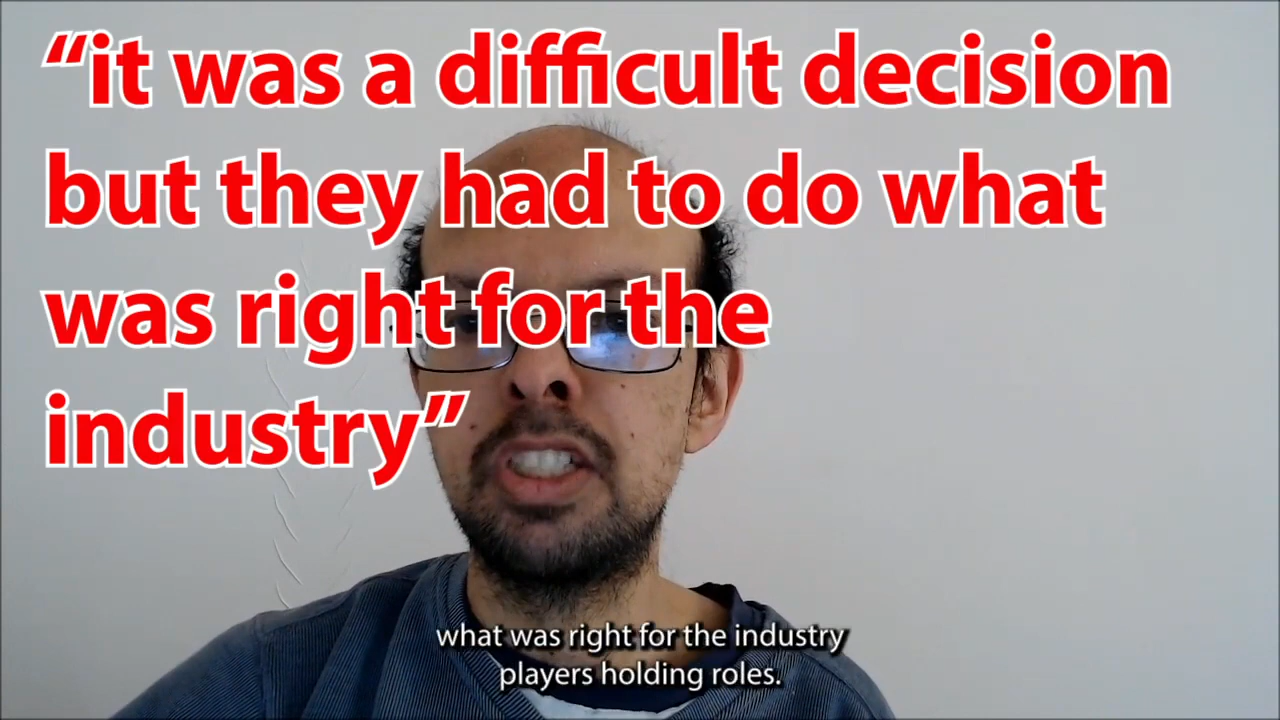 “it was a difficult decision
but they had to do what
was right for the
industry”
what was right for the industry
players holding roles.